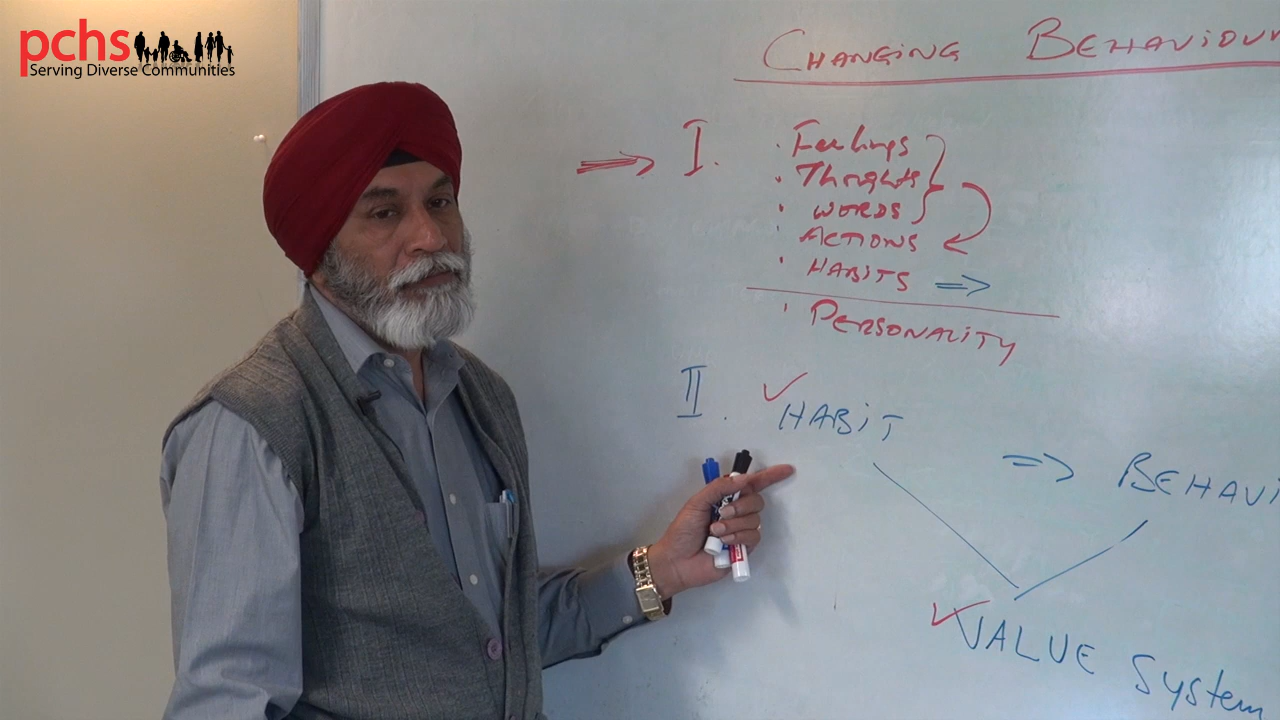 pchs
Serving Diverse Communities
CHANGING BEHAVIOUR
I. . Feelings
. Thoughts
. WORDS
. ACTIONS
. HABITS =>
. PERSONALITY
II. HABIT => BEHAVI
VALUE System